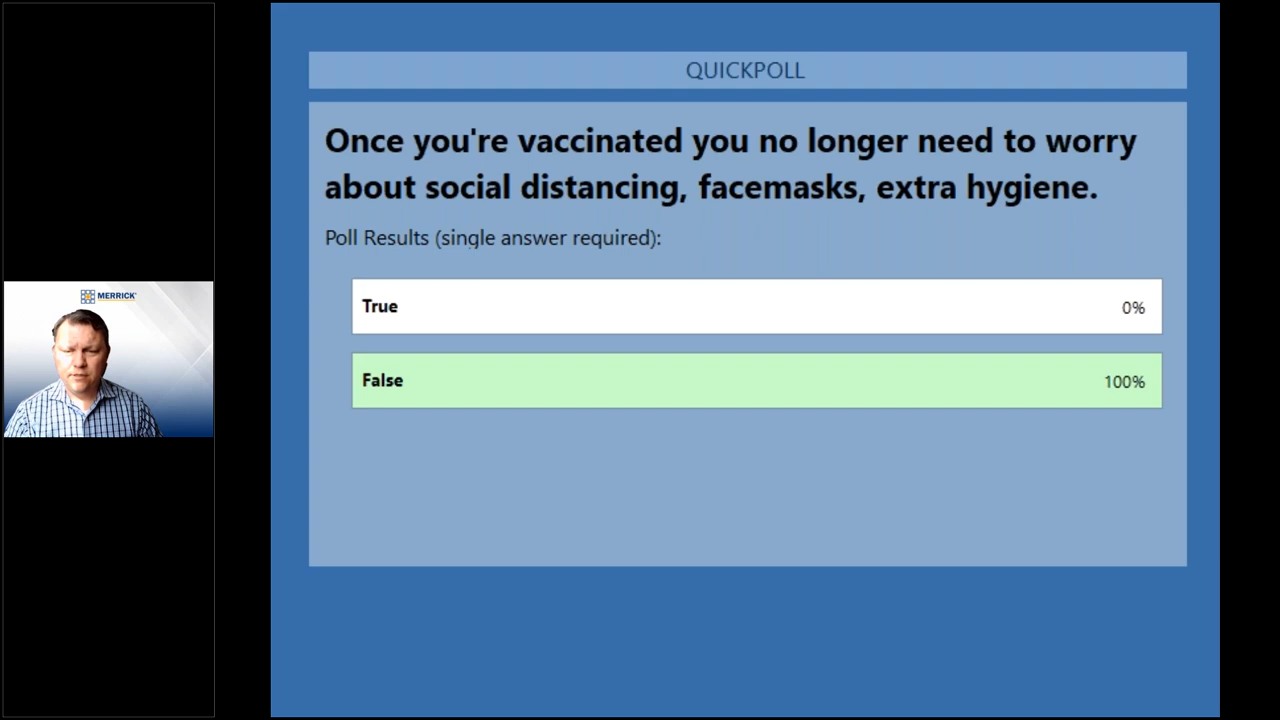 MERRICK
QUICKPOLL
Once you're vaccinated you no longer need to worry
about social distancing, facemasks, extra hygiene.
Poll Results (single answer required):
True 0%
False 100%